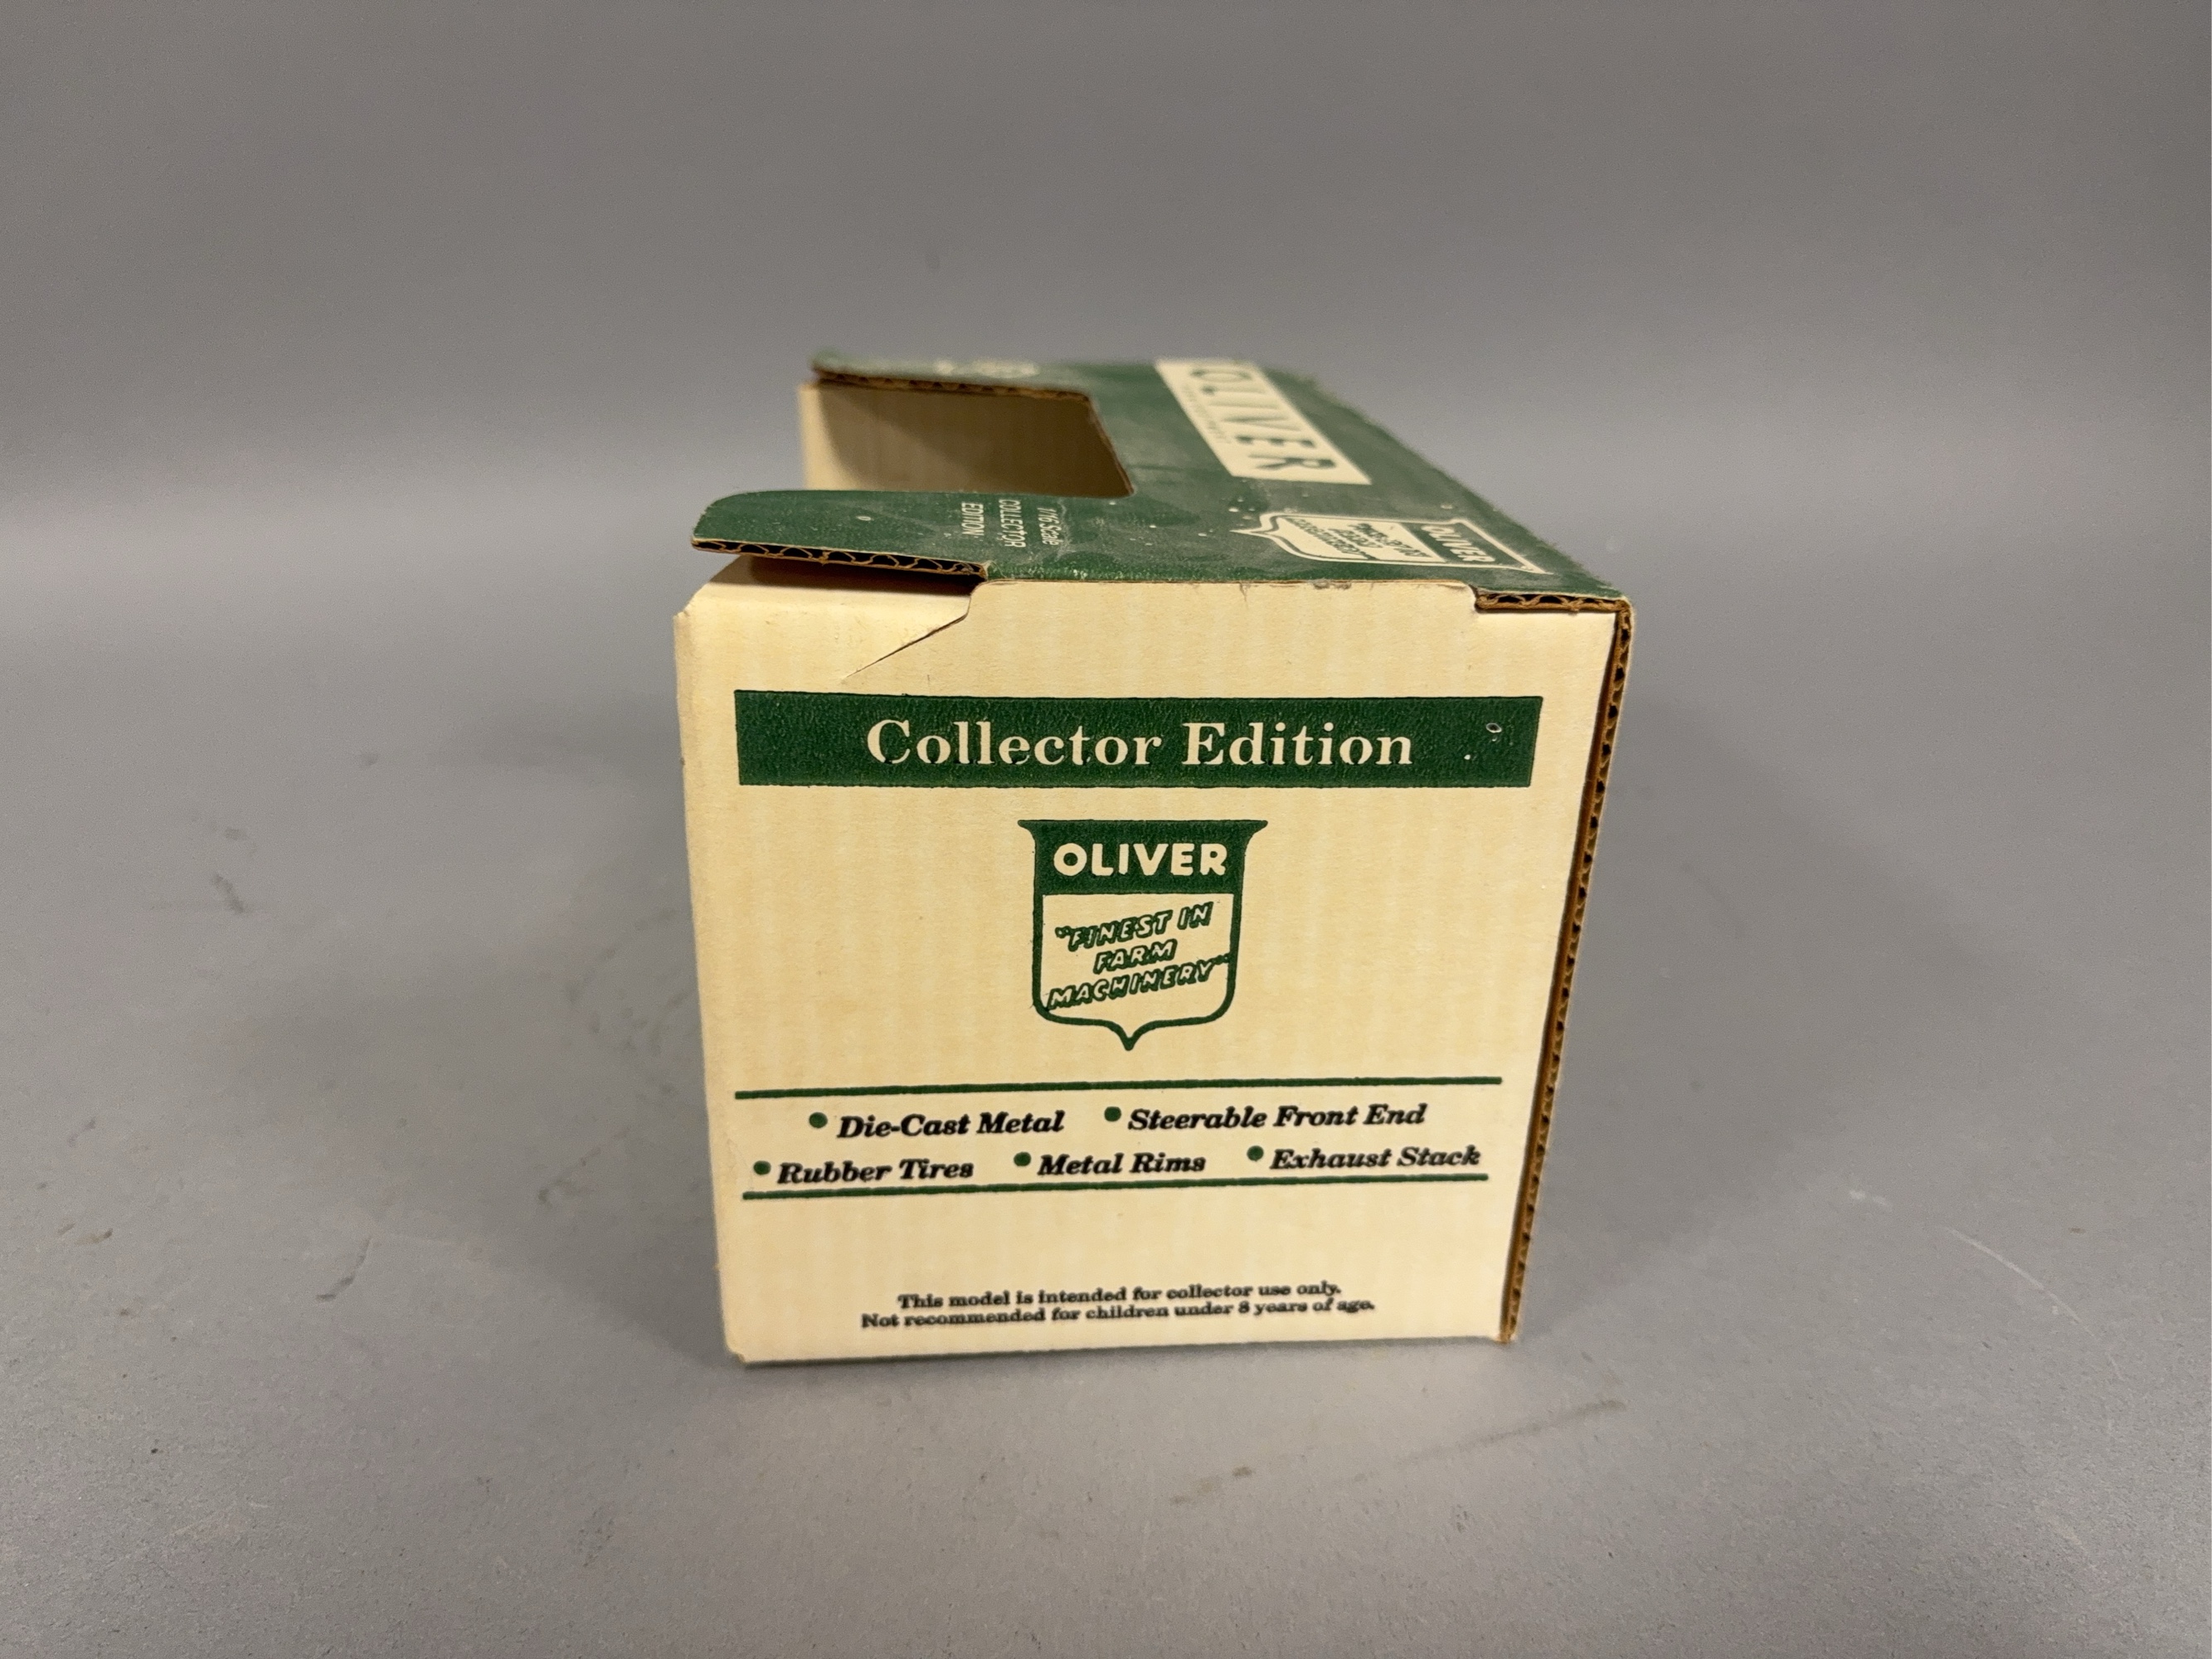 OLIVER
1/16 Scale
COLLECTOR
EDITION
OLIVER
Collector Edition
OLIVER
"FINEST IN
FARM
MACHINERY"
• Die-Cast Metal • Steerable Front End
• Rubber Tires • Metal Rims • Exhaust Stack
This model is intended for collector use only.
Not recommended for children under 8 years of age.